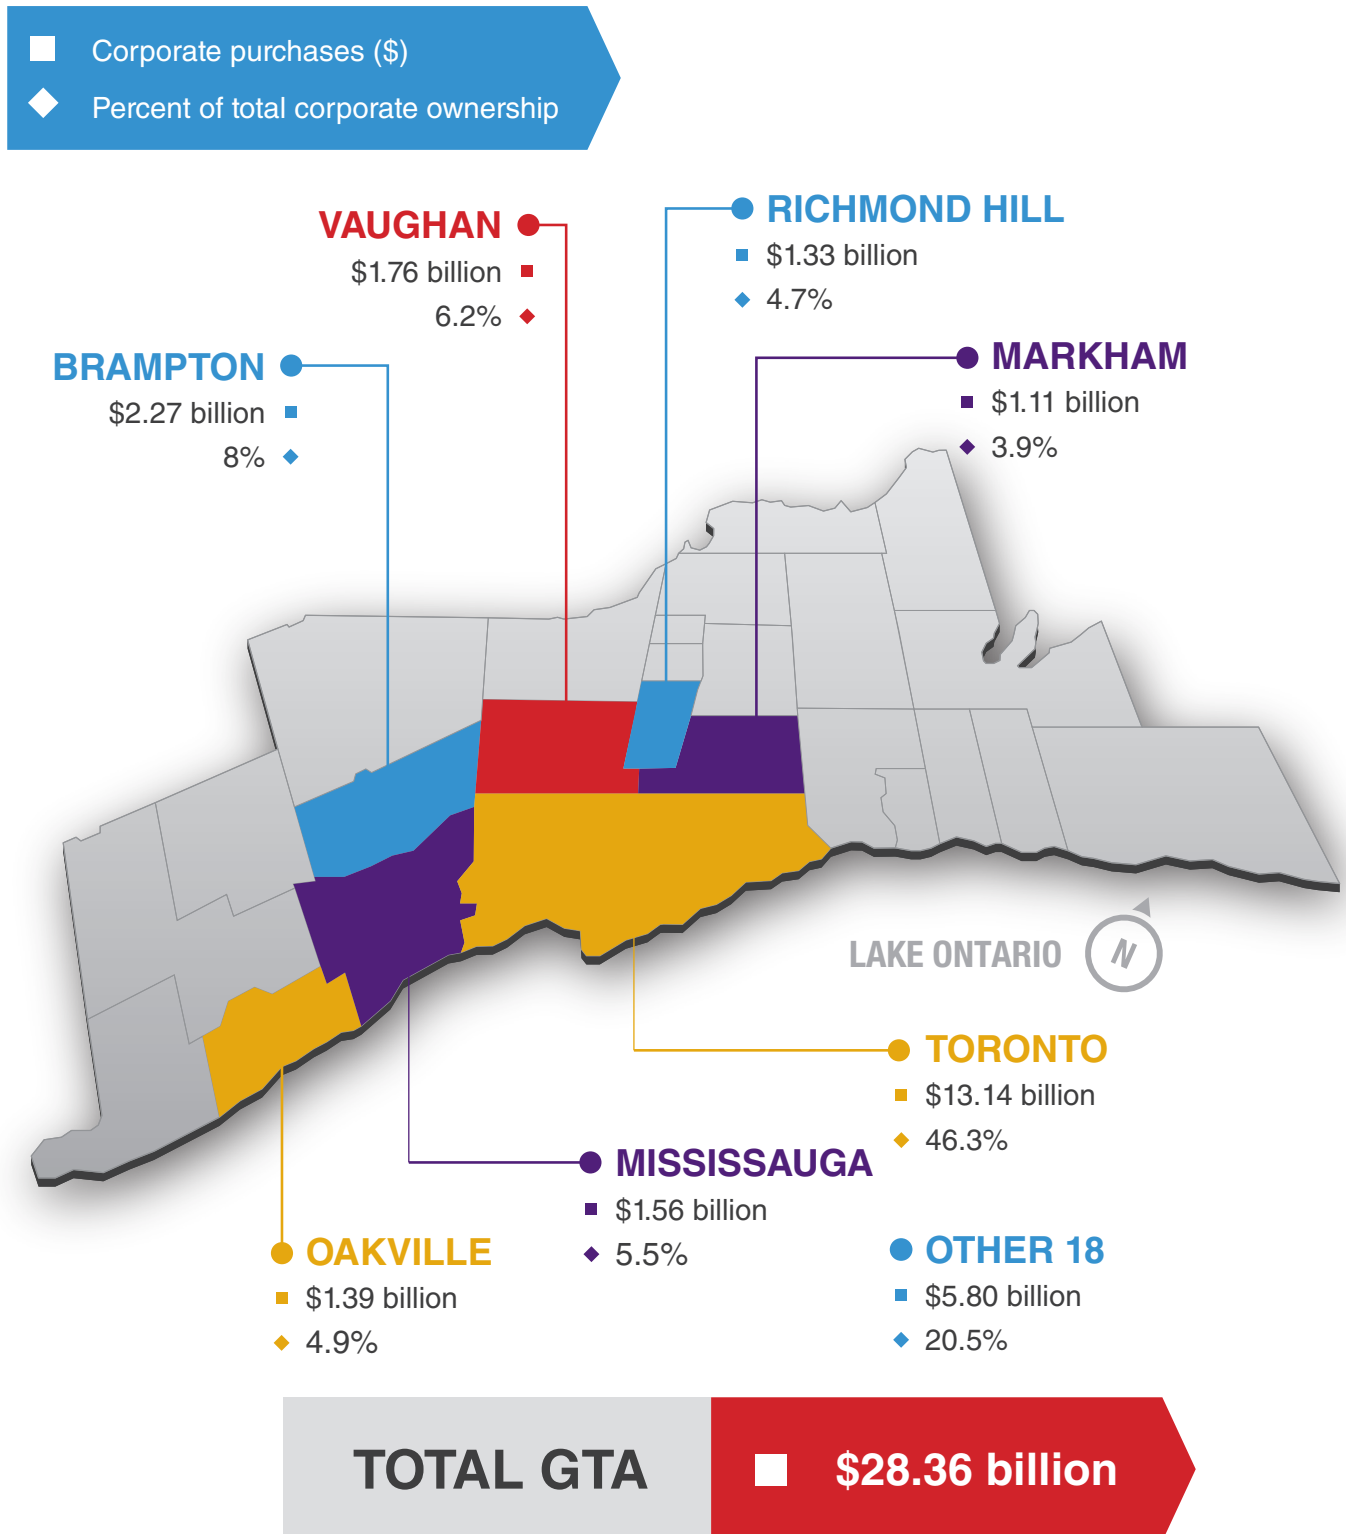 Corporate purchases ($)
Percent of total corporate ownership
VAUGHAN
$1.76 billion
6.2%
RICHMOND HILL
$1.33 billion
4.7%
BRAMPTON
$2.27 billion
8%
MARKHAM
$1.11 billion
3.9%
LAKE ONTARIO
N
TORONTO
$13.14 billion
46.3%
MISSISSAUGA
$1.56 billion
5.5%
OAKVILLE
$1.39 billion
4.9%
OTHER 18
$5.80 billion
20.5%
TOTAL GTA
$28.36 billion